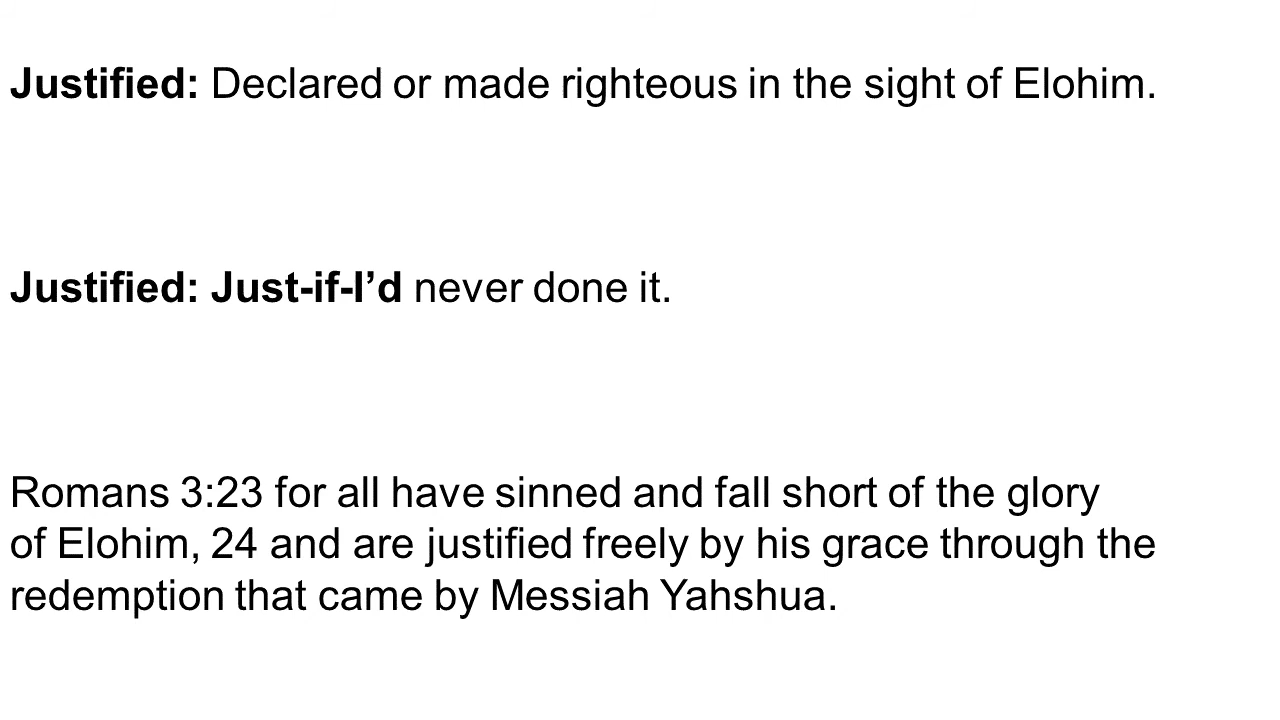 Justified: Declared or made righteous in the sight of Elohim.
Justified: Just-if-I’d never done it.
Romans 3:23 for all have sinned and fall short of the glory
of Elohim, 24 and are justified freely by his grace through the
redemption that came by Messiah Yahshua.